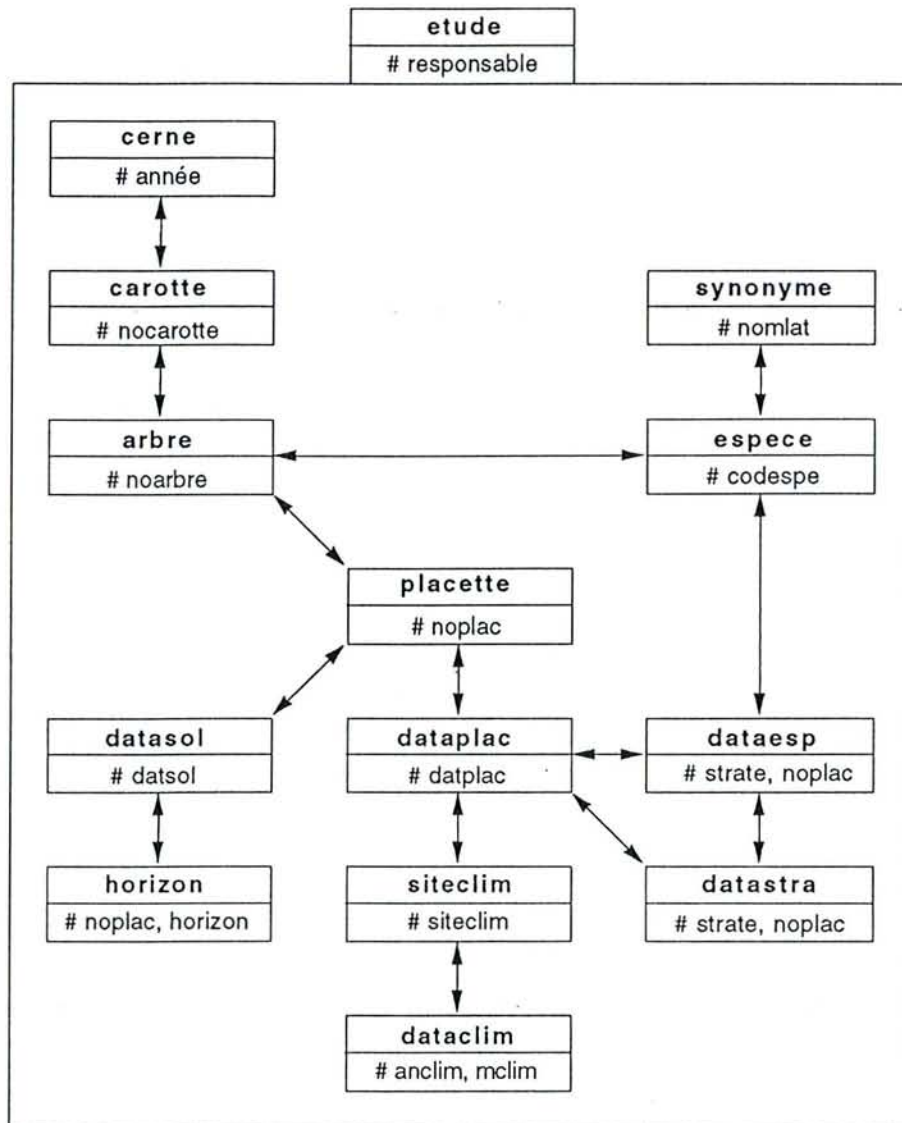 etude
# responsable
cerne
# année
carotte
# nocarotte
synonyme
# nomlat
arbre
# noarbre
espece
# codespe
placette
# noplac
datasol
# datsol
dataplac
# datplac
dataesp
# strate, noplac
horizon
# noplac, horizon
siteclim
# siteclim
datastra
# strate, noplac
dataclim
# anclim, mclim